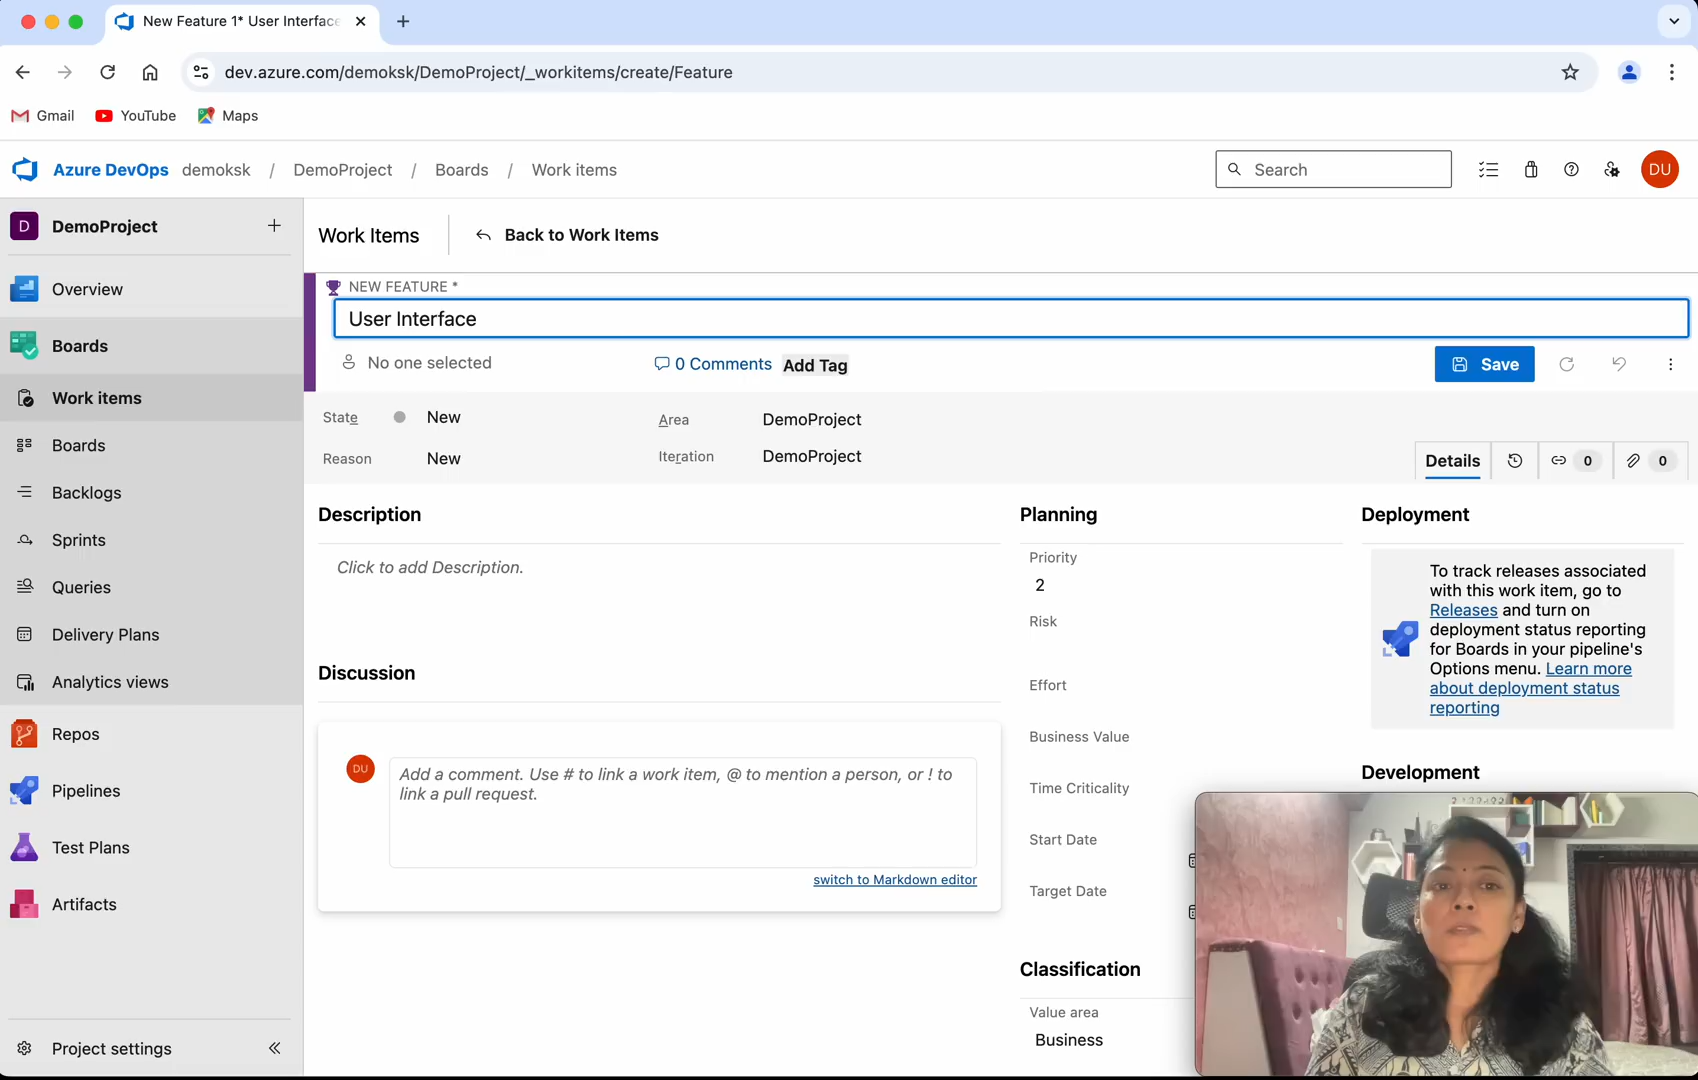 New Feature 1* User Interface
dev.azure.com/demoksk/DemoProject/_workitems/create/Feature
Gmail
YouTube
Maps
Azure DevOps
demoksk / DemoProject / Boards / Work items
Search
DU
D
DemoProject
Overview
Boards
Work items
Boards
Backlogs
Sprints
Queries
Delivery Plans
Analytics views
Repos
Pipelines
Test Plans
Artifacts
Project settings
Work Items
Back to Work Items
NEW FEATURE *
User Interface
No one selected
0 Comments
Add Tag
Save
State
New
Area
DemoProject
Reason
New
Iteration
DemoProject
Details
0
0
Description
Click to add Description.
Discussion
DU
Add a comment. Use # to link a work item, @ to mention a person, or ! to
link a pull request.
switch to Markdown editor
Planning
Priority
2
Risk
Effort
Business Value
Time Criticality
Start Date
Target Date
Classification
Value area
Business
Deployment
To track releases associated
with this work item, go to
Releases and turn on
deployment status reporting
for Boards in your pipeline's
Options menu. Learn more
about deployment status
reporting
Development